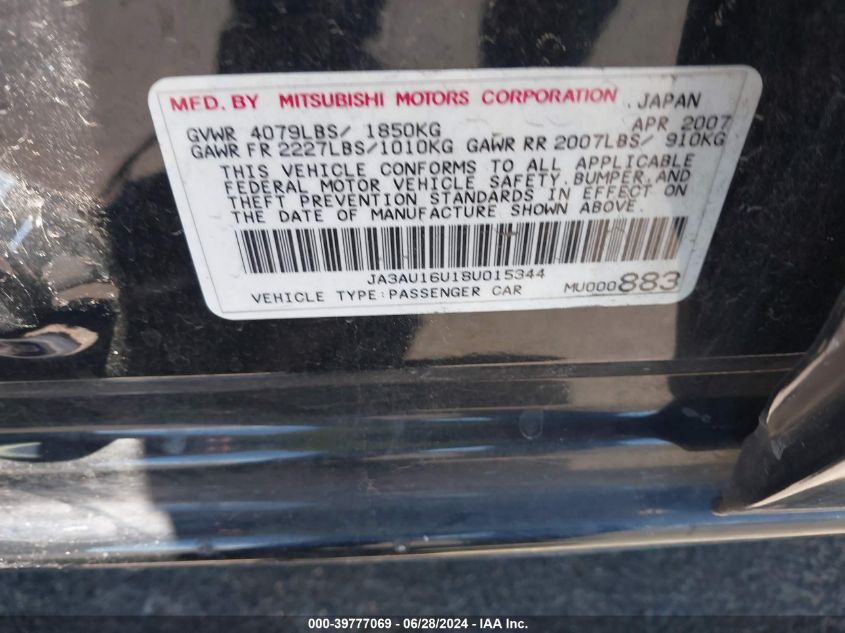 MFD. BY MITSUBISHI MOTORS CORPORATION, JAPAN
GVWR 4079LBS/ 1850KG APR 2007
GAWR FR 2227LBS/1010KG GAWR RR 2007LBS/ 910KG
THIS VEHICLE CONFORMS TO ALL APPLICABLE
FEDERAL MOTOR VEHICLE SAFETY, BUMPER, AND
THEFT PREVENTION STANDARDS IN EFFECT ON
THE DATE OF MANUFACTURE SHOWN ABOVE.
JA3AU16U18U015344
VEHICLE TYPE:PASSENGER CAR MU000883
000-39777069 - 06/28/2024 - IAA Inc.